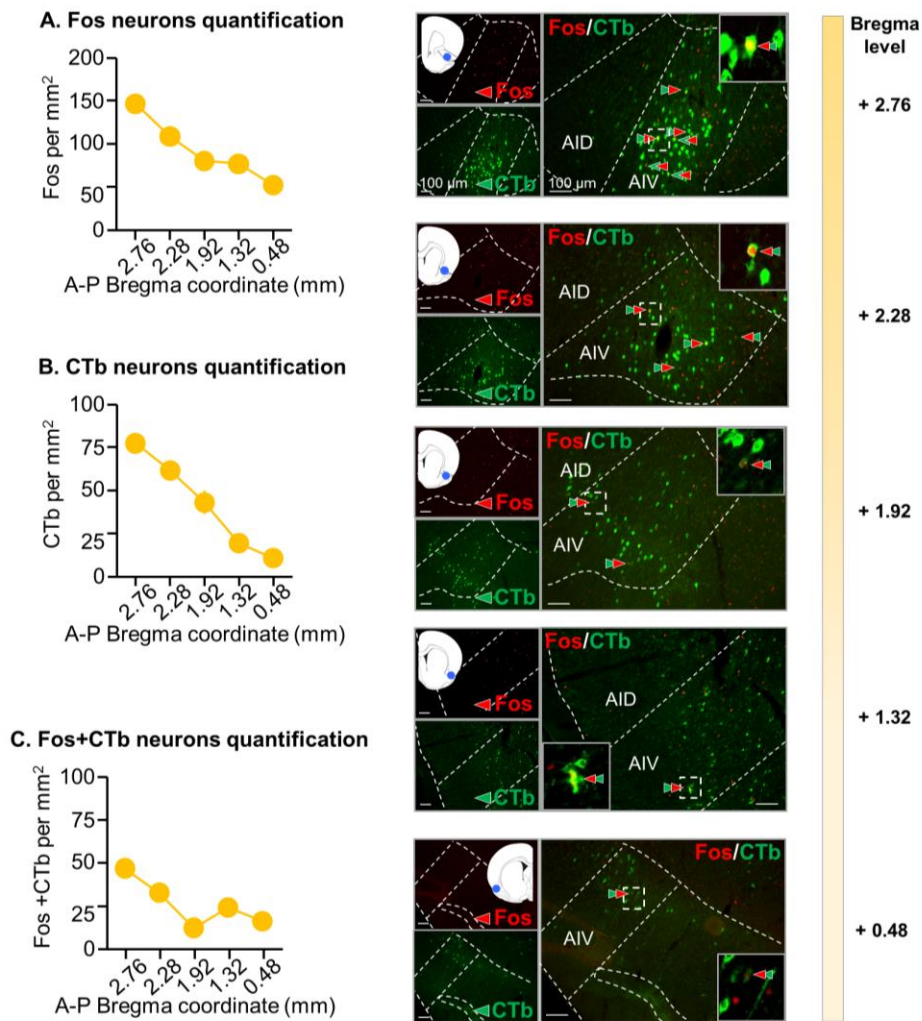 A. Fos neurons quantification
200
150
100
50
0
Fos per mm²
2.76 2.28 1.92 1.32 0.48
A-P Bregma coordinate (mm)
B. CTb neurons quantification
100
75
50
25
0
CTb per mm²
2.76 2.28 1.92 1.32 0.48
A-P Bregma coordinate (mm)
C. Fos+CTb neurons quantification
100
75
50
25
0
Fos +CTb per mm²
2.76 2.28 1.92 1.32 0.48
A-P Bregma coordinate (mm)
Fos
CTb
100 µm
Fos/CTb
AID
AIV
100 µm
Fos
CTb
Fos/CTb
AID
AIV
Fos
CTb
Fos/CTb
AID
AIV
Fos
CTb
Fos/CTb
AID
AIV
Fos
CTb
Fos/CTb
AIV
Bregma
level
+ 2.76
+ 2.28
+ 1.92
+ 1.32
+ 0.48